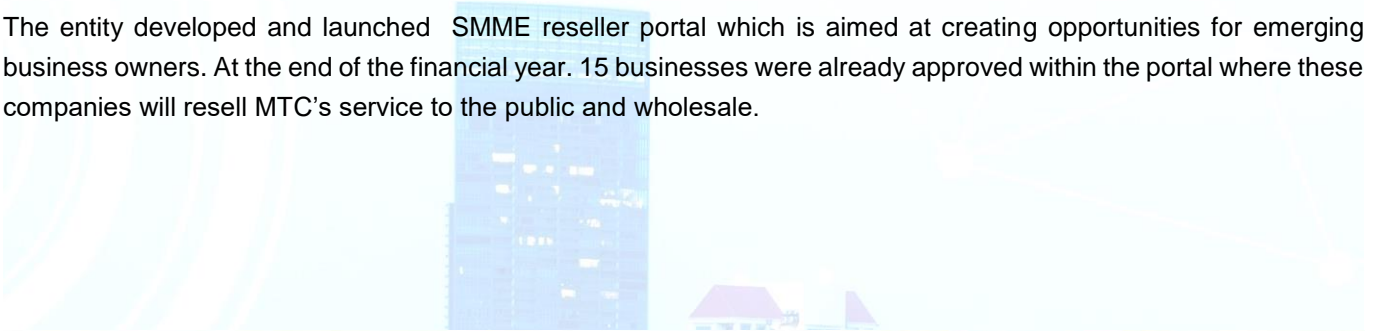 The entity developed and launched SMME reseller portal which is aimed at creating opportunities for emerging
business owners. At the end of the financial year. 15 businesses were already approved within the portal where these
companies will resell MTC's service to the public and wholesale.